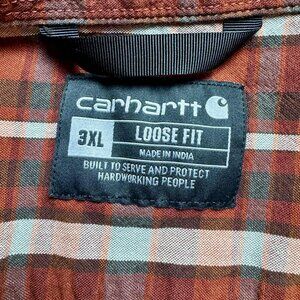 carhartt
3XL LOOSE FIT
MADE IN INDIA
BUILT TO SERVE AND PROTECT
HARDWORKING PEOPLE